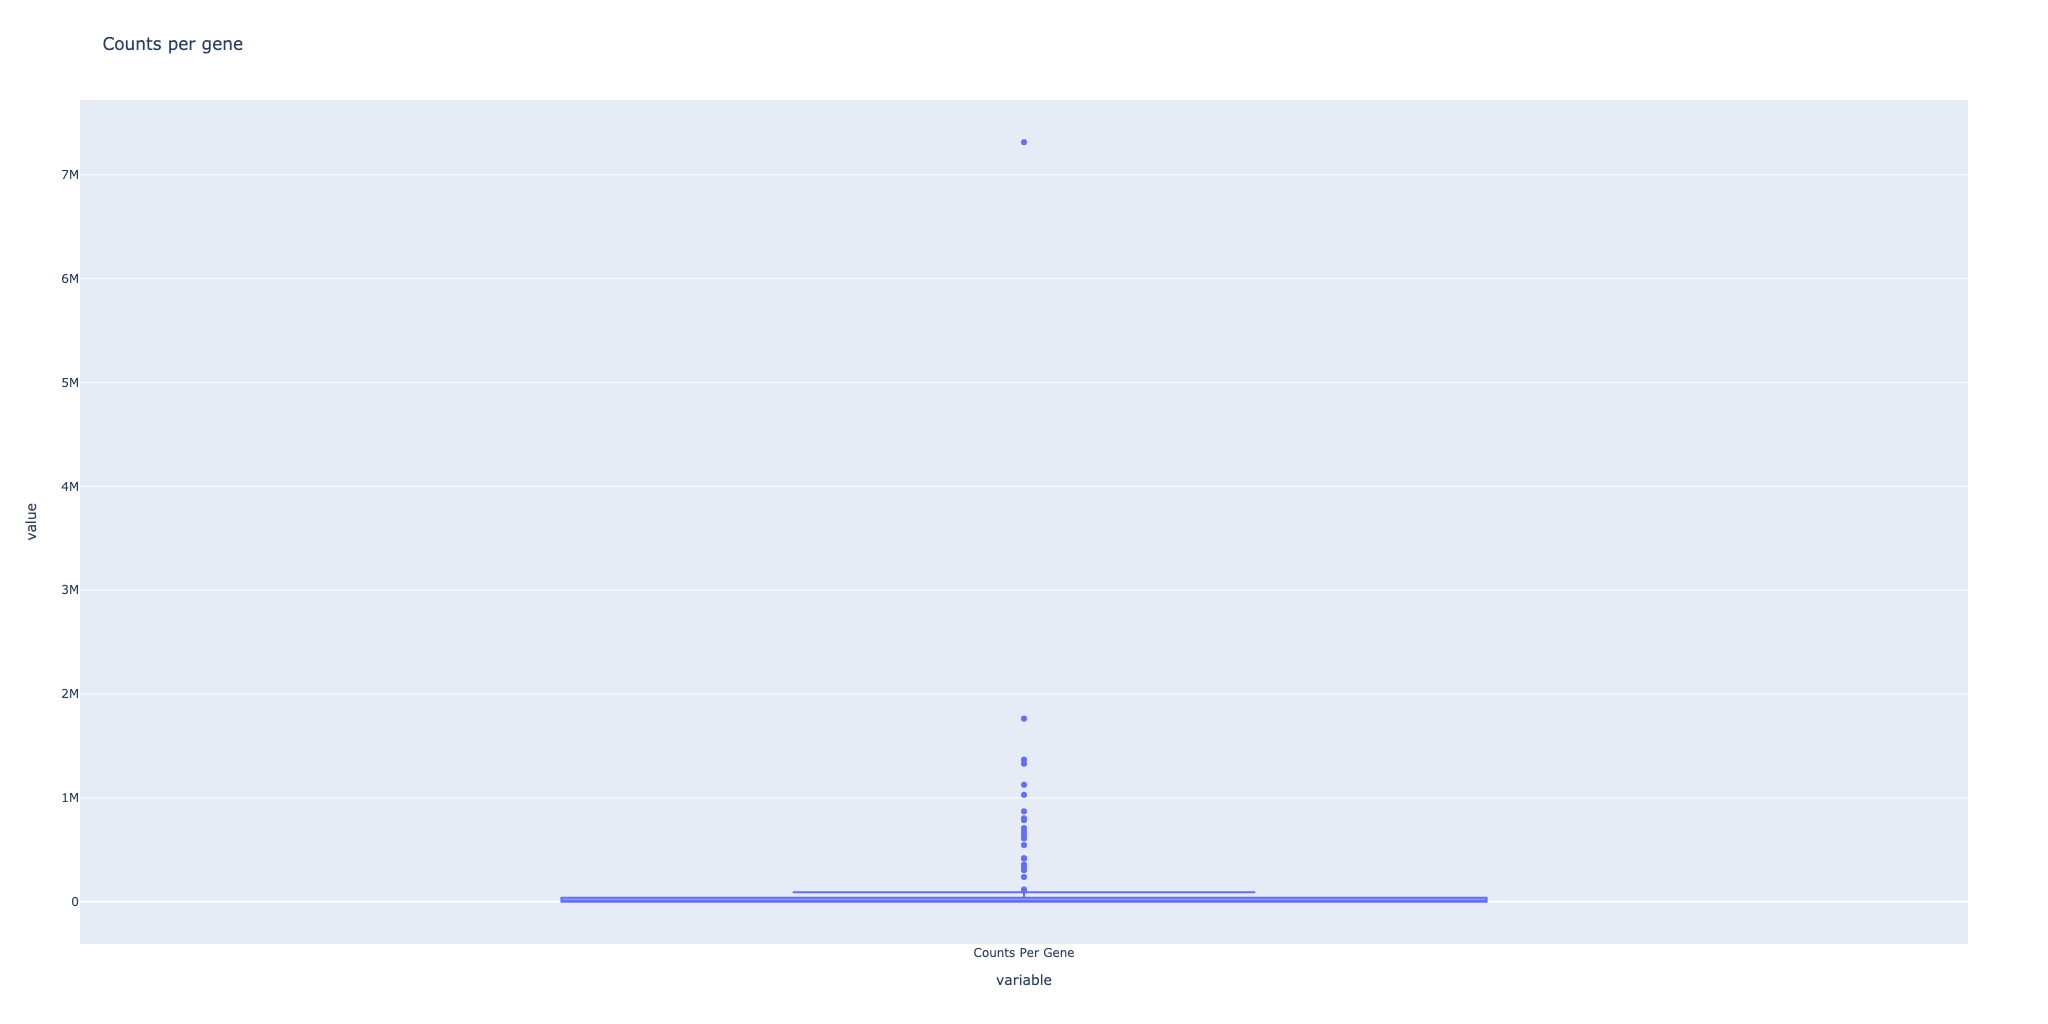 Counts per gene
7M
6M
5M
4M
3M
2M
1M
0
value
Counts Per Gene
variable